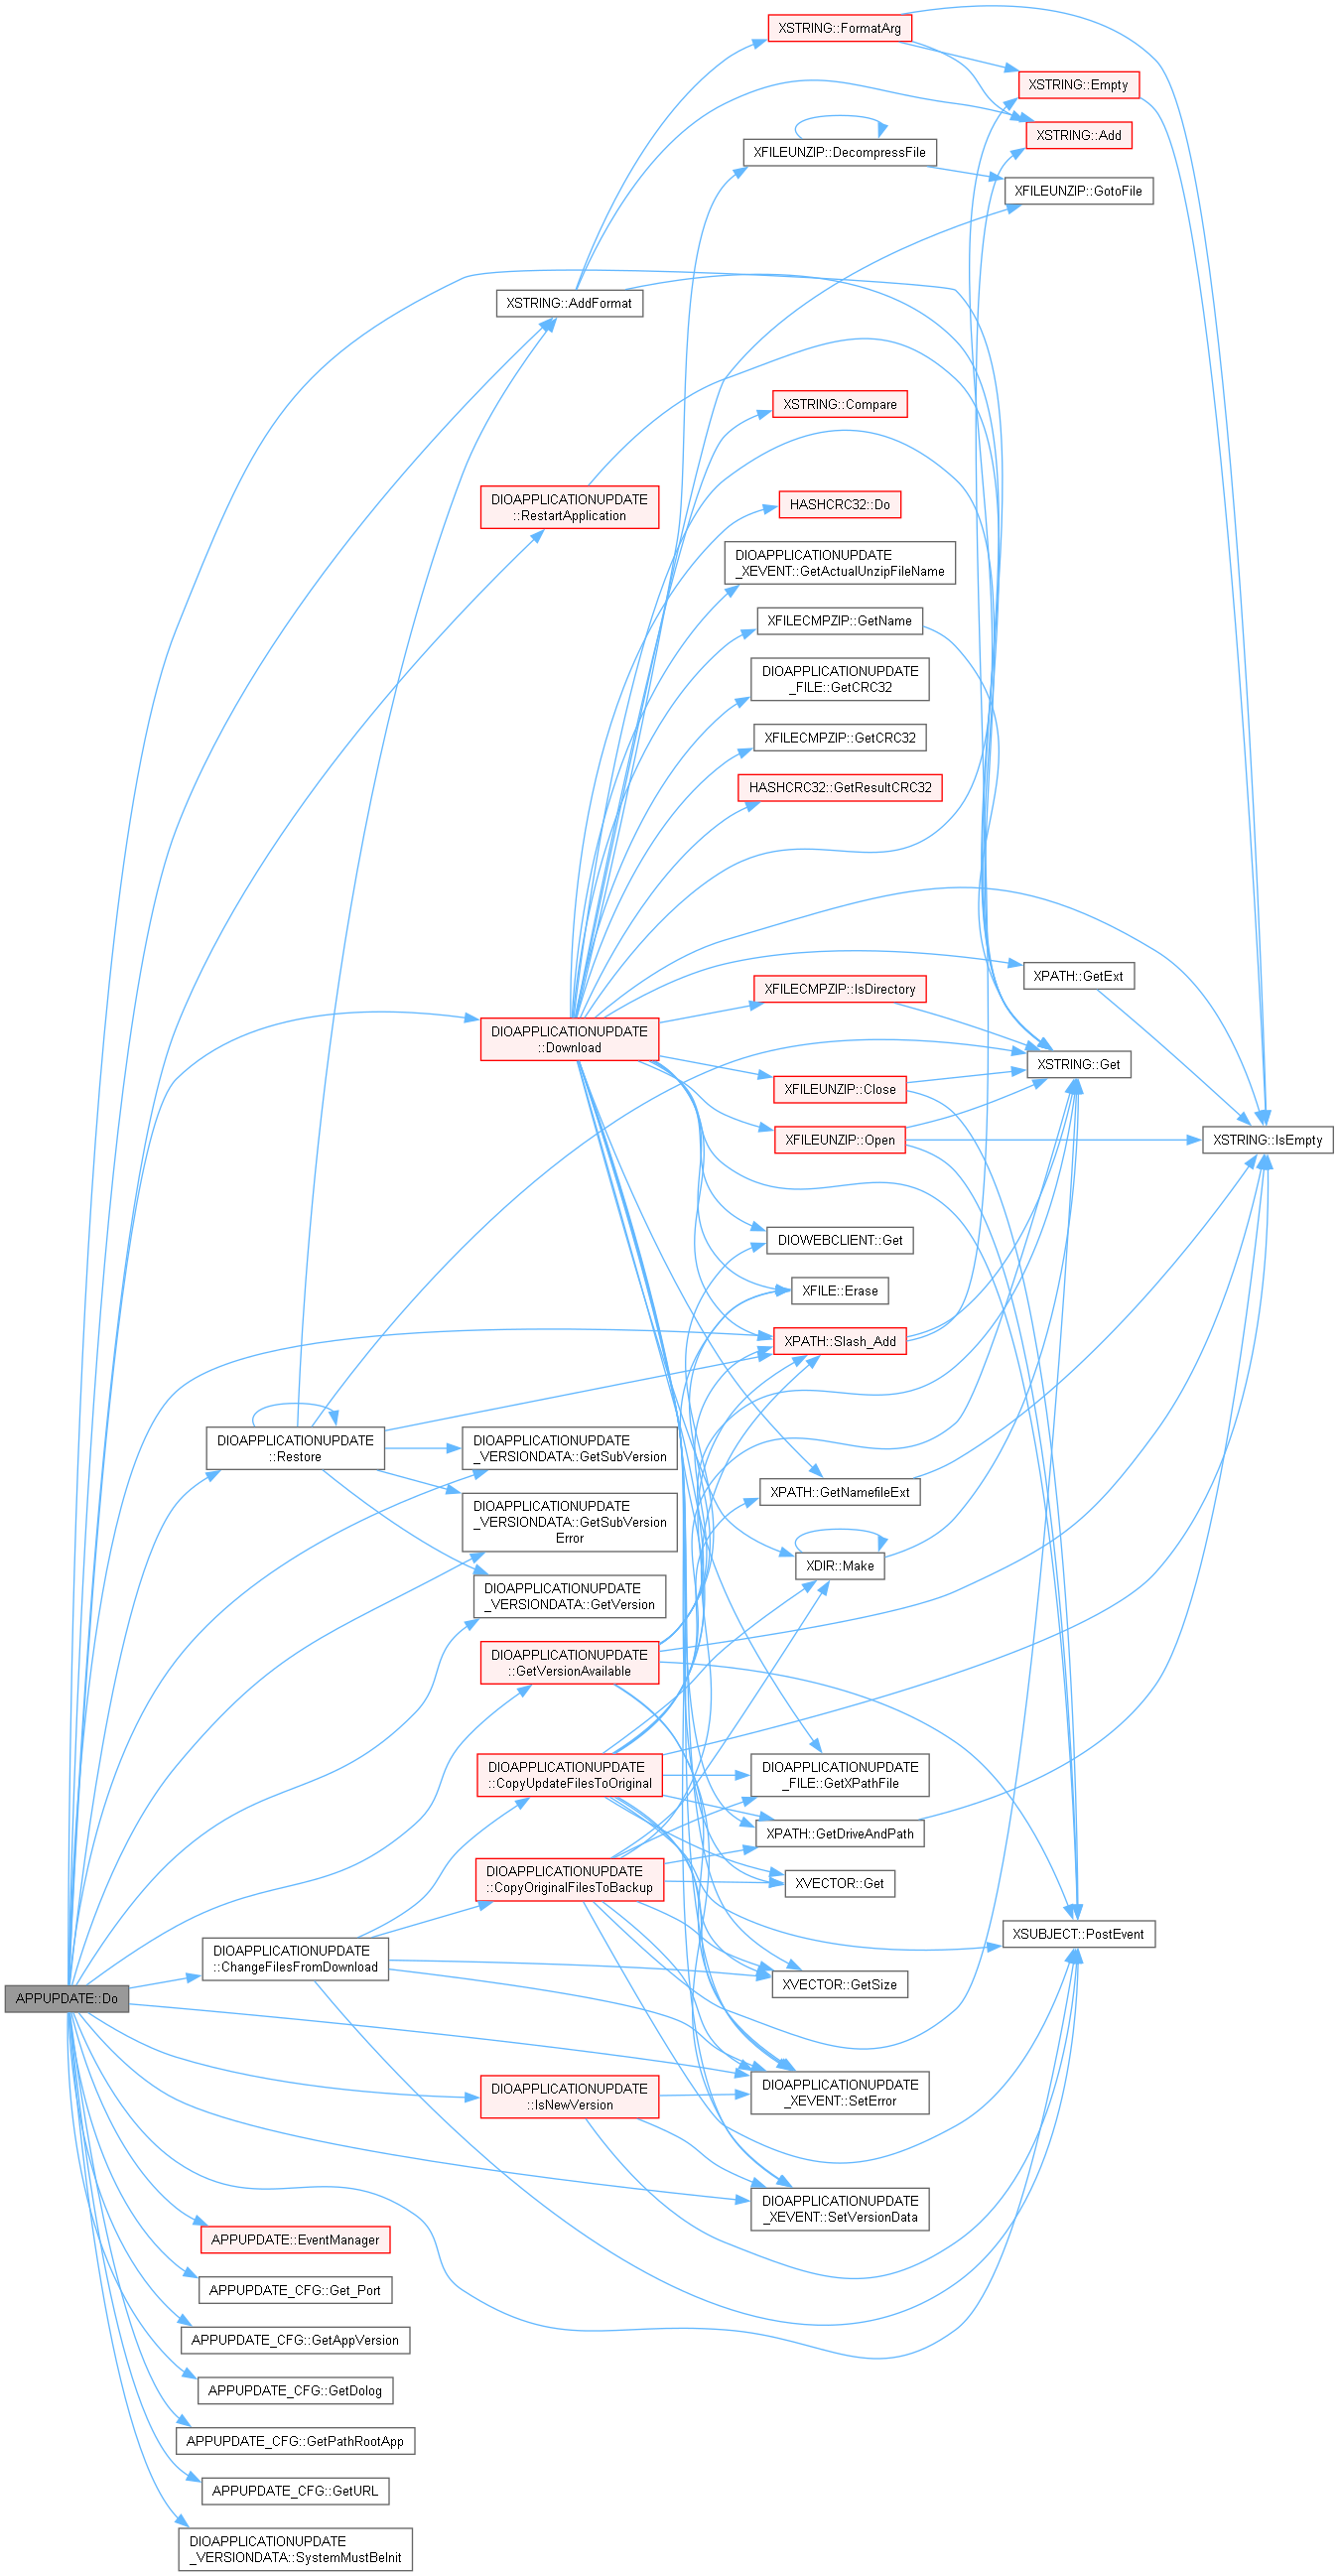 XSTRING::FormatArg
XSTRING::Empty
XSTRING::Add
XFILEUNZIP::DecompressFile
XFILEUNZIP::GotoFile
XSTRING::AddFormat
XSTRING::Compare
DIOAPPLICATIONUPDATE
::RestartApplication
HASHCRC32::Do
DIOAPPLICATIONUPDATE
_XEVENT::GetActualUnzipFileName
XFILECMPZIP::GetName
DIOAPPLICATIONUPDATE
_FILE::GetCRC32
XFILECMPZIP::GetCRC32
HASHCRC32::GetResultCRC32
XPATH::GetExt
XFILECMPZIP::IsDirectory
DIOAPPLICATIONUPDATE
::Download
XSTRING::Get
XFILEUNZIP::Close
XFILEUNZIP::Open
XSTRING::IsEmpty
DIOWEBCLIENT::Get
XFILE::Erase
XPATH::Slash_Add
DIOAPPLICATIONUPDATE
::Restore
DIOAPPLICATIONUPDATE
_VERSIONDATA::GetSubVersion
XPATH::GetNamefileExt
DIOAPPLICATIONUPDATE
_VERSIONDATA::GetSubVersion
Error
XDIR::Make
DIOAPPLICATIONUPDATE
_VERSIONDATA::GetVersion
DIOAPPLICATIONUPDATE
::GetVersionAvailable
DIOAPPLICATIONUPDATE
::CopyUpdateFilesToOriginal
DIOAPPLICATIONUPDATE
_FILE::GetXPathFile
XPATH::GetDriveAndPath
DIOAPPLICATIONUPDATE
::CopyOriginalFilesToBackup
XVECTOR::Get
XSUBJECT::PostEvent
DIOAPPLICATIONUPDATE
::ChangeFilesFromDownload
XVECTOR::GetSize
APPUPDATE::Do
DIOAPPLICATIONUPDATE
::IsNewVersion
DIOAPPLICATIONUPDATE
_XEVENT::SetError
DIOAPPLICATIONUPDATE
_XEVENT::SetVersionData
APPUPDATE::EventManager
APPUPDATE_CFG::Get_Port
APPUPDATE_CFG::GetAppVersion
APPUPDATE_CFG::GetDolog
APPUPDATE_CFG::GetPathRootApp
APPUPDATE_CFG::GetURL
DIOAPPLICATIONUPDATE
_VERSIONDATA::SystemMustBeInit